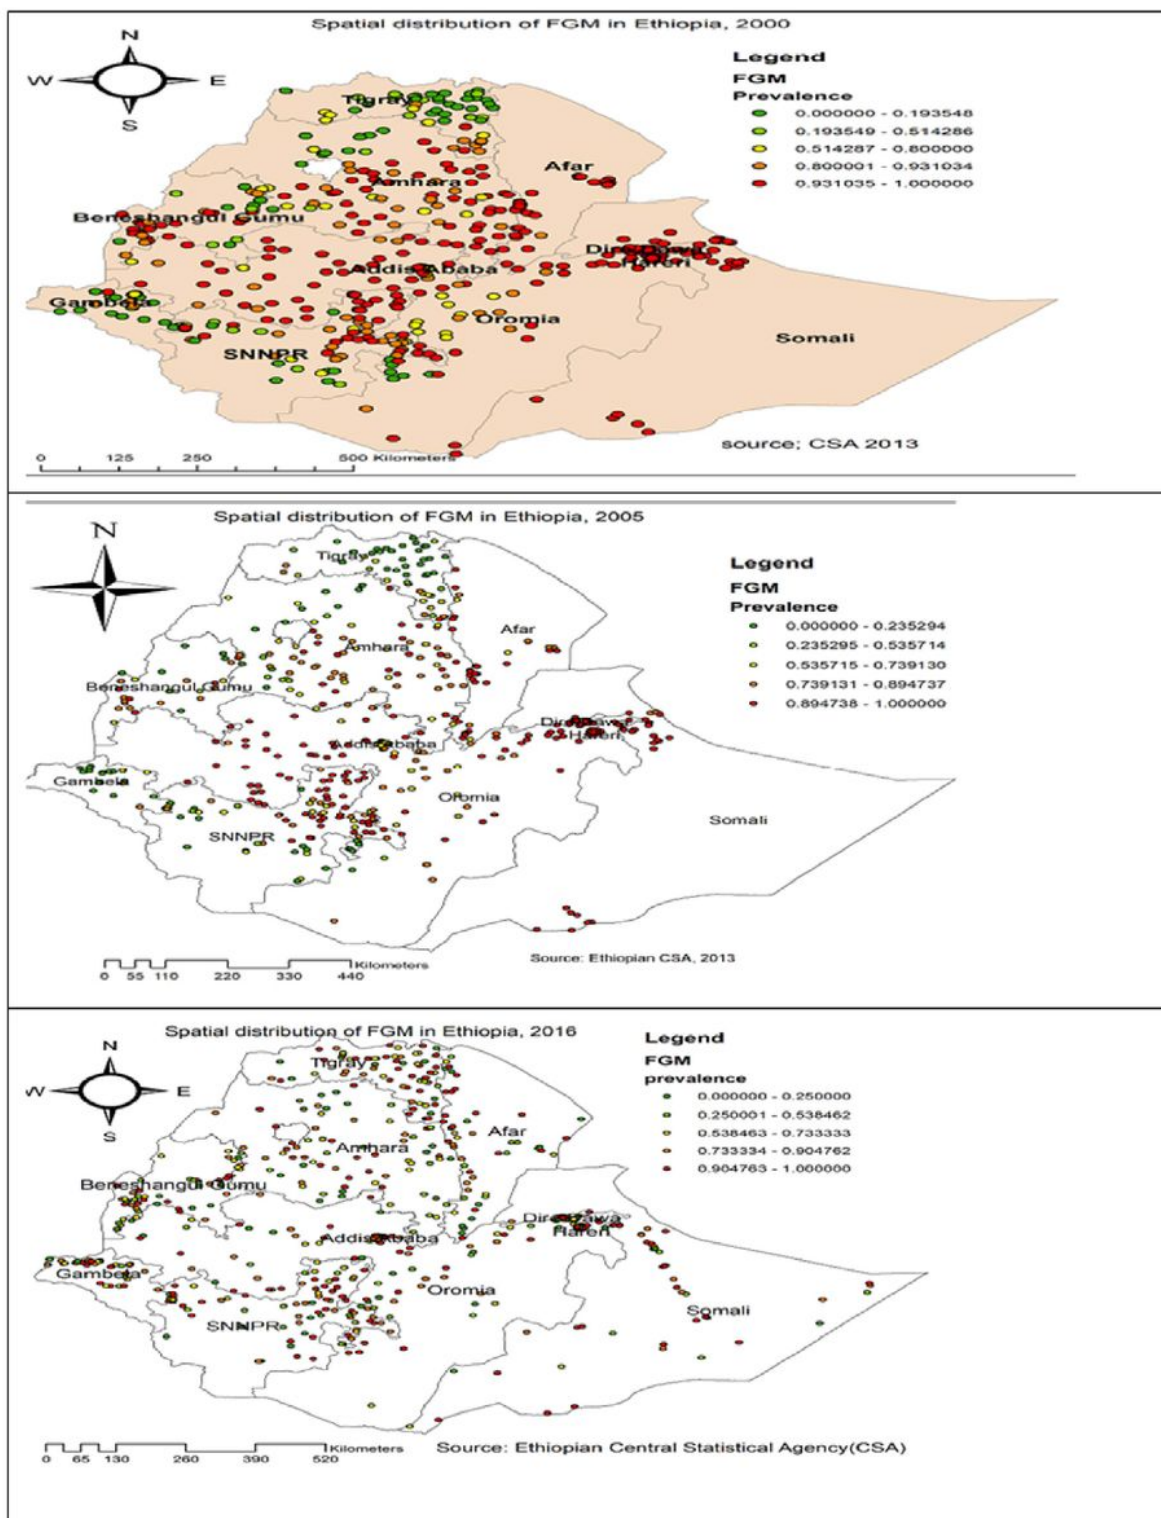 Spatial distribution of FGM in Ethiopia, 2000
N
W E
S
Legend
FGM
Prevalence
0.000000 - 0.193548
0.193549 - 0.514286
0.514287 - 0.800000
0.800001 - 0.931034
0.931035 - 1.000000
Tigray
Afar
Amhara
Beneshangul Gumu
Dire Dawa
Hareri
Addis Ababa
Gambela
Oromia
Somali
SNNPR
source; CSA 2013
0 125 250 500 Kilometers
Spatial distribution of FGM in Ethiopia, 2005
N
Legend
FGM
Prevalence
0.000000 - 0.235294
0.235295 - 0.535714
0.535715 - 0.739130
0.739131 - 0.894737
0.894738 - 1.000000
Tigray
Afar
Amhara
Beneshangul Gumu
Dire Dawa
Hareri
Addis Ababa
Gambela
Oromia
Somali
SNNPR
Source: Ethiopian CSA, 2013
Kilometers
0 55 110 220 330 440
Spatial distribution of FGM in Ethiopia, 2016
N
W E
S
Legend
FGM
prevalence
0.000000 - 0.250000
0.250001 - 0.538462
0.538463 - 0.733333
0.733334 - 0.904762
0.904763 - 1.000000
Tigray
Afar
Amhara
Beneshangul Gumu
Dire Dawa
Hareri
Addis Ababa
Gambela
Oromia
Somali
SNNPR
Kilometers
0 65 130 260 390 520
Source: Ethiopian Central Statistical Agency(CSA)